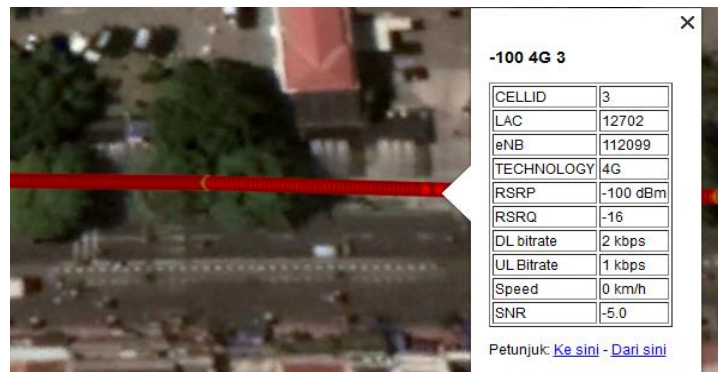 -100 4G 3
CELLID 3
LAC 12702
eNB 112099
TECHNOLOGY 4G
RSRP -100 dBm
RSRQ -16
DL bitrate 2 kbps
UL Bitrate 1 kbps
Speed 0 km/h
SNR -5.0
Petunjuk: Ke sini - Dari sini